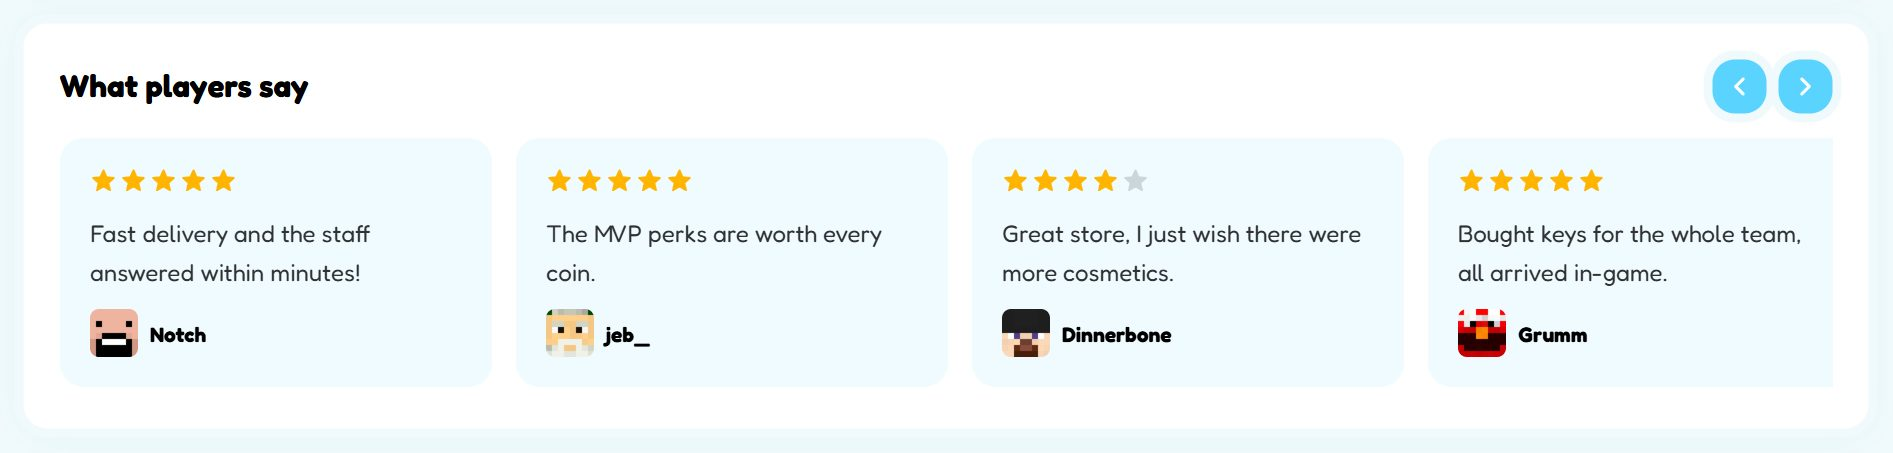 What players say
Fast delivery and the staff
answered within minutes!
Notch
The MVP perks are worth every
coin.
jeb_
Great store, I just wish there were
more cosmetics.
Dinnerbone
Bought keys for the whole team,
all arrived in-game.
Grumm